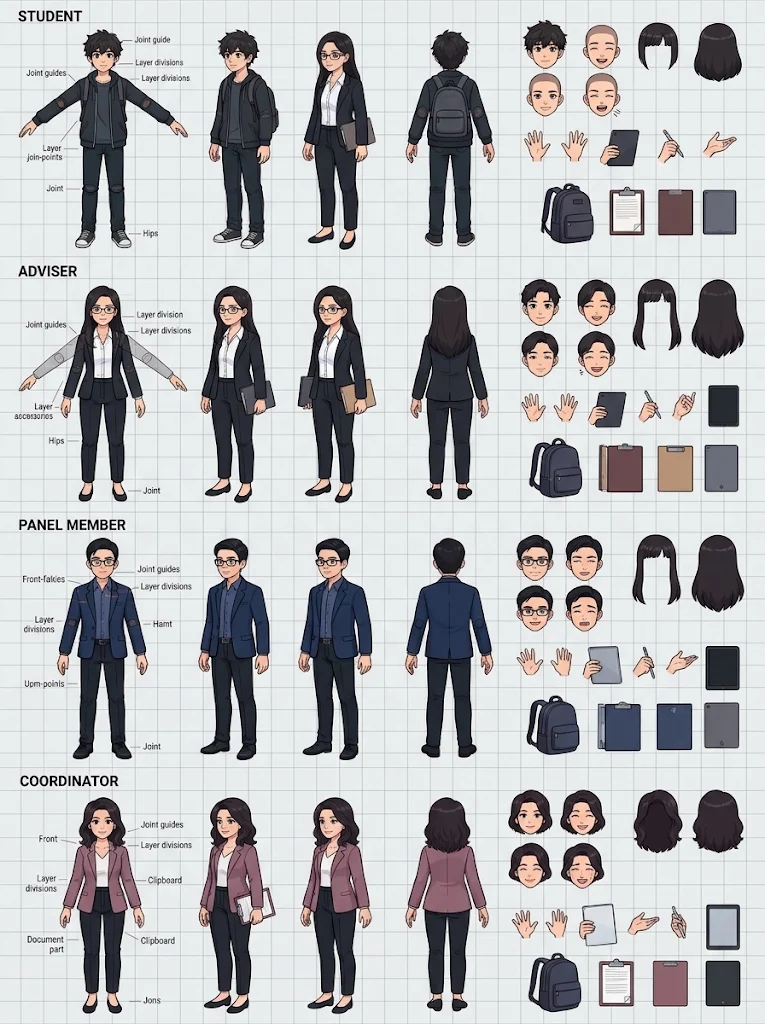 STUDENT
Joint guide
Layer divisions
Joint guides
Layer divisions
Layer
join-points
Joint
Hips
ADVISER
Layer division
Joint guides
Layer divisions
Layer
accessories
Hips
Joint
PANEL MEMBER
Joint guides
Front-fakies
Layer divisions
Layer
divisions
Hamt
Upm-points
Joint
COORDINATOR
Joint guides
Front
Layer divisions
Layer
divisions
Clipboard
Document
part
Clipboard
Jons